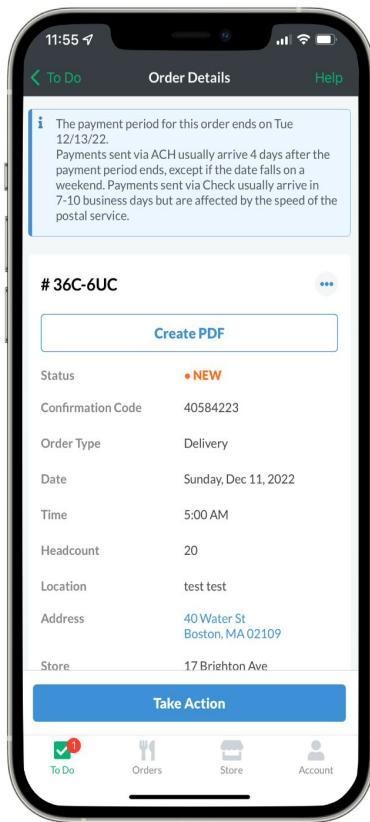 11:55
To Do
Order Details
Help
The payment period for this order ends on Tue
12/13/22.
Payments sent via ACH usually arrive 4 days after the
payment period ends, except if the date falls on a
weekend. Payments sent via Check usually arrive in
7-10 business days but are affected by the speed of the
postal service.
# 36C-6UC
Create PDF
Status NEW
Confirmation Code 40584223
Order Type Delivery
Date Sunday, Dec 11, 2022
Time 5:00 AM
Headcount 20
Location test test
Address 40 Water St
Boston, MA 02109
Store 17 Brighton Ave
Take Action
1
To Do
Orders
Store
Account